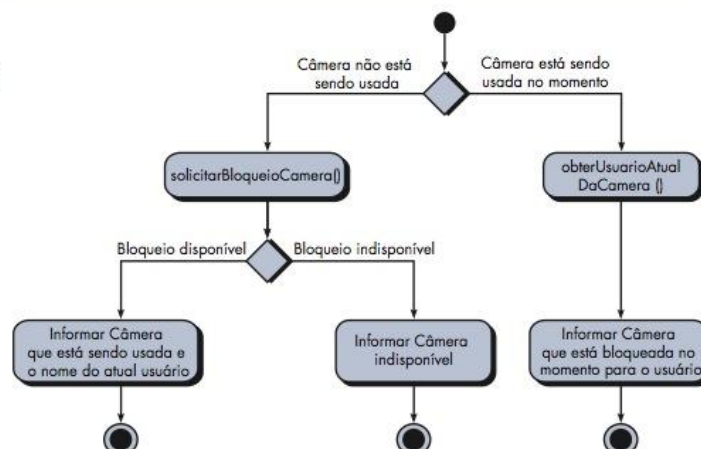 Câmera não está
sendo usada
Câmera está sendo
usada no momento
solicitarBloqueioCamera()
obterUsuarioAtual
DaCamera ()
Bloqueio disponível
Bloqueio indisponível
Informar Câmera
que está sendo usada e
o nome do atual usuário
Informar Câmera
indisponível
Informar Câmera
que está bloqueada no
momento para o usuário